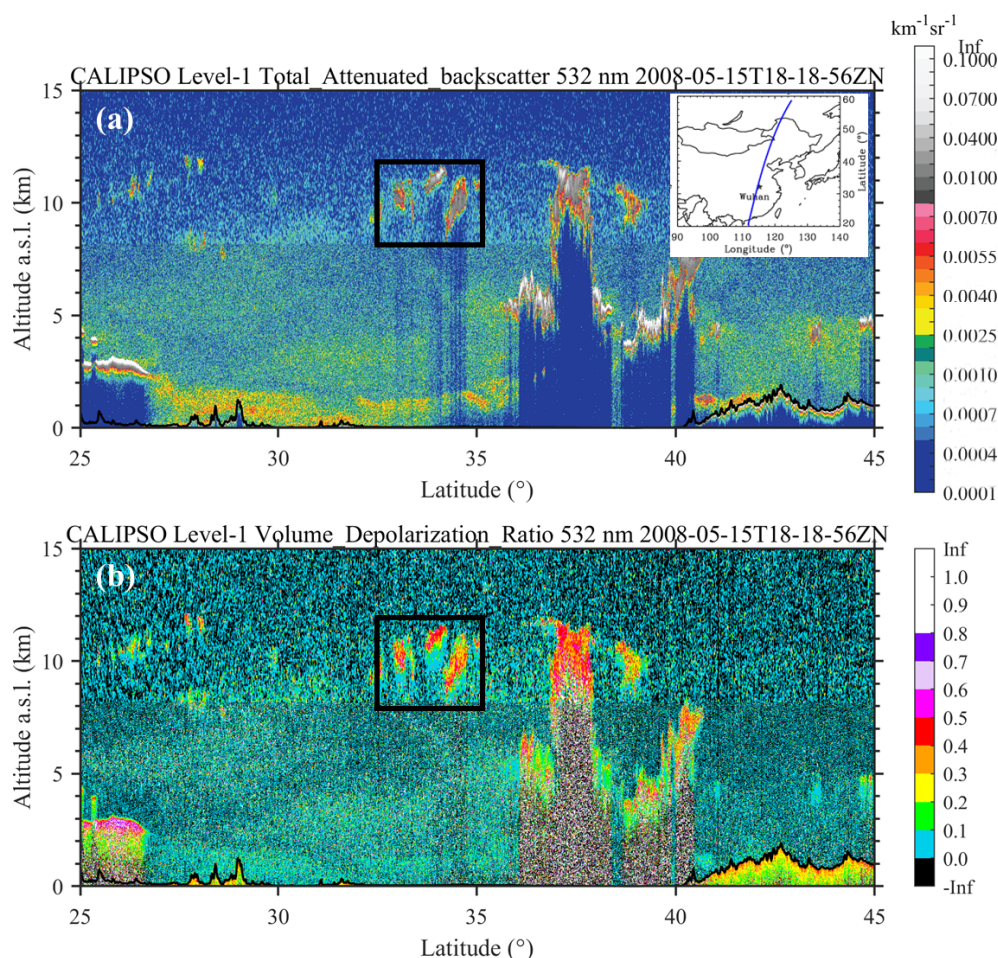 km⁻¹sr⁻¹
CALIPSO Level-1 Total_Attenuated_backscatter 532 nm 2008-05-15T18-18-56ZN
(a)
Altitude a.s.l. (km)
15
10
5
0
25
30
35
40
45
Latitude (°)
Wuhan
60
50
40
30
20
Latitude (°)
90 100 110 120 130 140
Longitude (°)
Inf
0.1000
0.0700
0.0400
0.0100
0.0070
0.0055
0.0040
0.0025
0.0010
0.0007
0.0004
0.0001
CALIPSO Level-1 Volume_Depolarization_Ratio 532 nm 2008-05-15T18-18-56ZN
(b)
Altitude a.s.l. (km)
15
10
5
0
25
30
35
40
45
Latitude (°)
Inf
1.0
0.9
0.8
0.7
0.6
0.5
0.4
0.3
0.2
0.1
0.0
-Inf